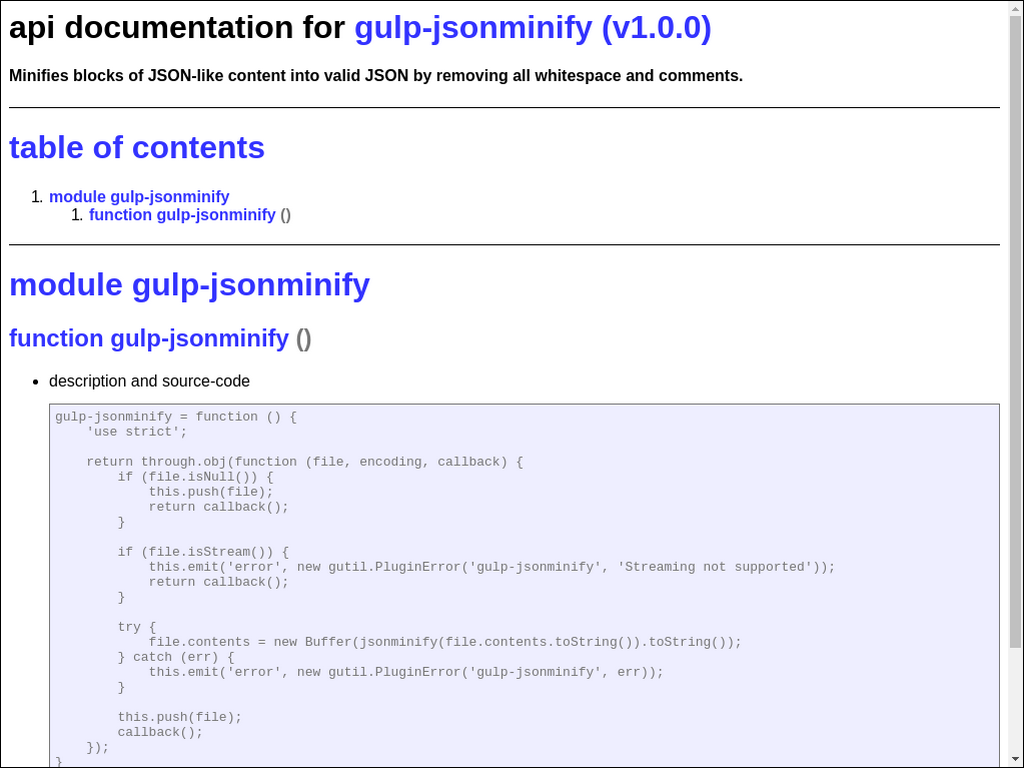 api documentation for gulp-jsonminify (v1.0.0)
Minifies blocks of JSON-like content into valid JSON by removing all whitespace and comments.
table of contents
1. module gulp-jsonminify
1. function gulp-jsonminify ()
module gulp-jsonminify
function gulp-jsonminify ()
• description and source-code
gulp-jsonminify = function () {
    'use strict';

    return through.obj(function (file, encoding, callback) {
        if (file.isNull()) {
            this.push(file);
            return callback();
        }

        if (file.isStream()) {
            this.emit('error', new gutil.PluginError('gulp-jsonminify', 'Streaming not supported'));
            return callback();
        }

        try {
            file.contents = new Buffer(jsonminify(file.contents.toString()).toString());
        } catch (err) {
            this.emit('error', new gutil.PluginError('gulp-jsonminify', err));
        }

        this.push(file);
        callback();
    });
}